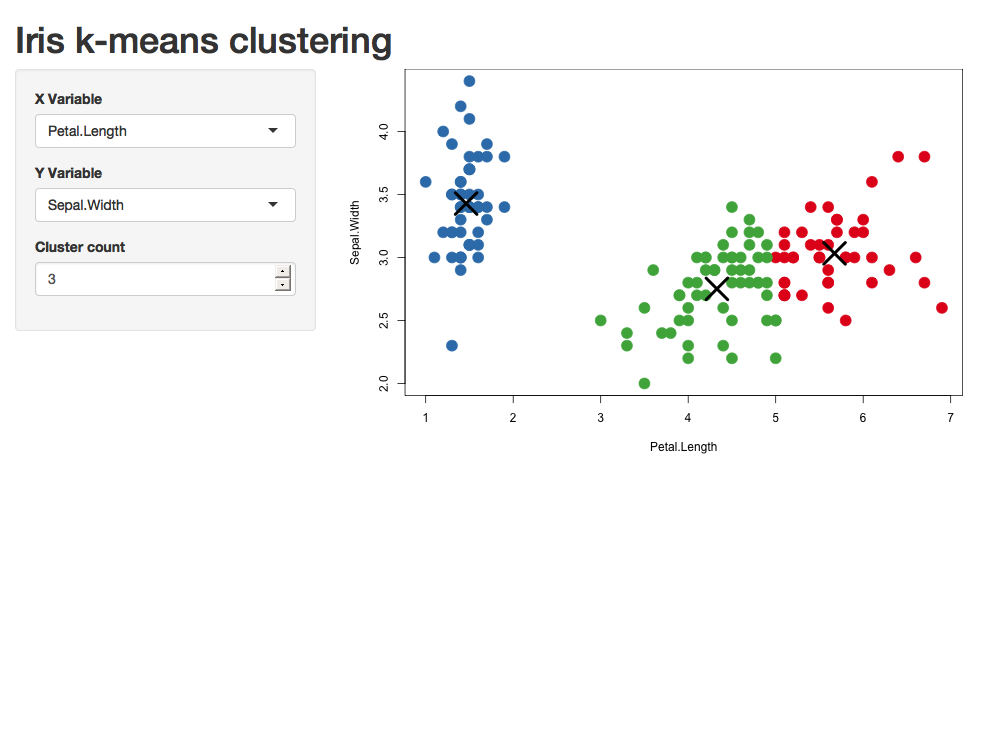 Iris k-means clustering
X Variable
Petal.Length
Y Variable
Sepal.Width
Cluster count
3
Sepal.Width
4.0
3.5
3.0
2.5
2.0
1 2 3 4 5 6 7
Petal.Length